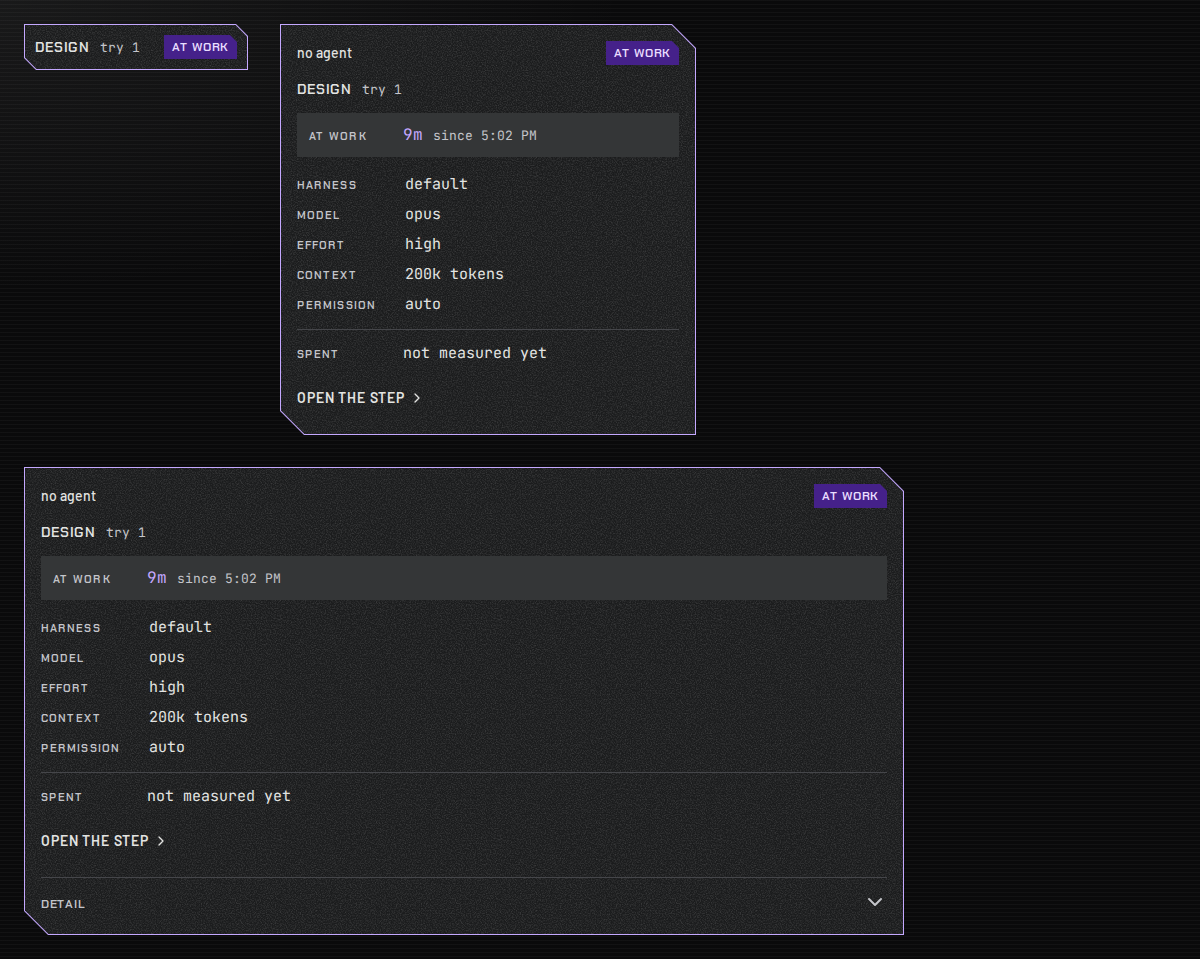 DESIGN try 1 AT WORK
no agent AT WORK
DESIGN try 1
AT WORK 9m since 5:02 PM
HARNESS default
MODEL opus
EFFORT high
CONTEXT 200k tokens
PERMISSION auto
SPENT not measured yet
OPEN THE STEP >
no agent AT WORK
DESIGN try 1
AT WORK 9m since 5:02 PM
HARNESS default
MODEL opus
EFFORT high
CONTEXT 200k tokens
PERMISSION auto
SPENT not measured yet
OPEN THE STEP >
DETAIL